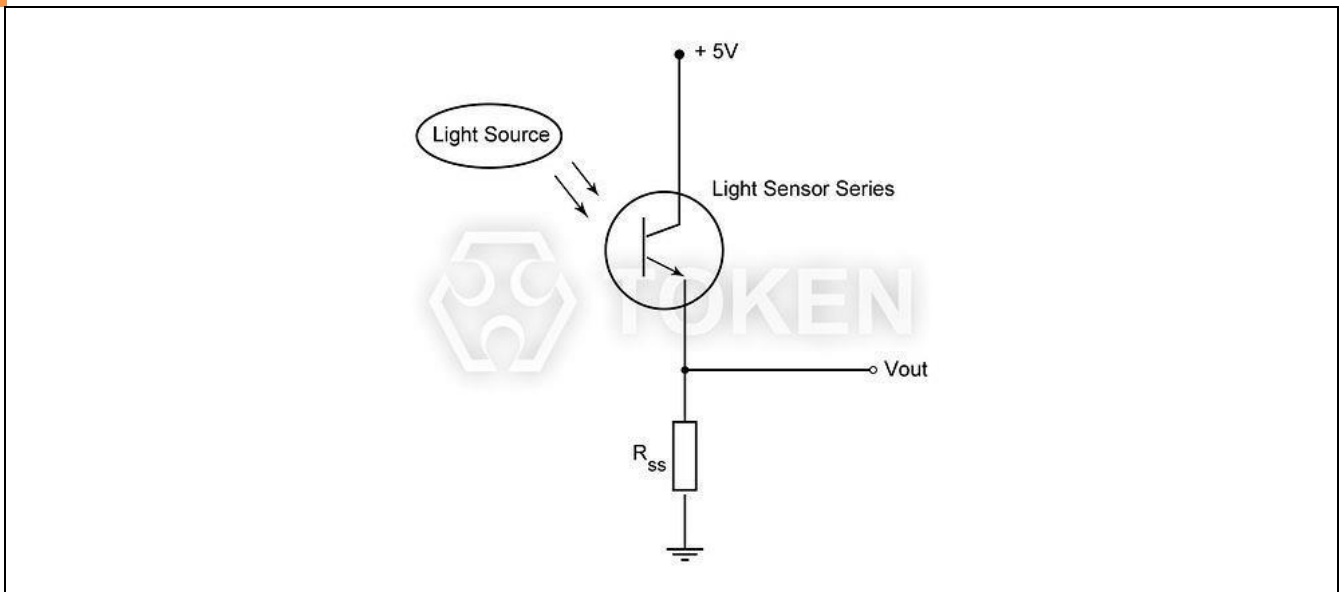 + 5V
Light Source
Light Sensor Series
TOKEN
Vout
Rss